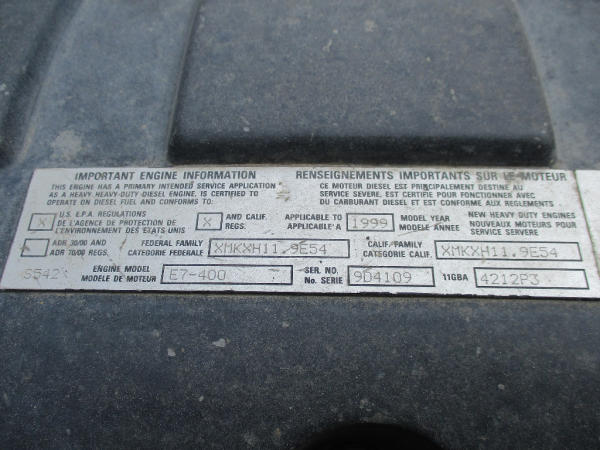 IMPORTANT ENGINE INFORMATION
THIS ENGINE HAS A PRIMARY INTENDED SERVICE APPLICATION
AS A HEAVY HEAVY-DUTY DIESEL ENGINE, IS CERTIFIED TO
OPERATE ON DIESEL FUEL AND CONFORMS TO:
RENSEIGNEMENTS IMPORTANTS SUR LE MOTEUR
CE MOTEUR DIESEL EST PRINCIPALEMENT DESTINE AU
SERVICE SEVERE, EST CERTIFIE POUR FONCTIONNER AVEC
DU CARBURANT DIESEL ET EST CONFORME AUX REGLEMENTS
X U.S. E.P.A. REGULATIONS
DE L'AGENCE DE PROTECTION DE
L'ENVIRONNEMENT DES ETATS UNIS
X AND CALIF.
REGS.
APPLICABLE TO
APPLICABLE'A
1999
MODEL YEAR
MODELE ANNEE
NEW HEAVY DUTY ENGINES
NOUVEAUX MOTEURS POUR
SERVICE SEVERE
ADR 30/00 AND
ADR 70/00 REGS.
FEDERAL FAMILY
CATEGORIE FEDERALE
XMKXH11.9E54
CALIF. FAMILY
CATEGORIE CALIF.
XMKXH11.9E54
S542
ENGINE MODEL
MODELE DE MOTEUR
E7-400
SER. NO.
No. SERIE
9D4109
11GBA
4212P3